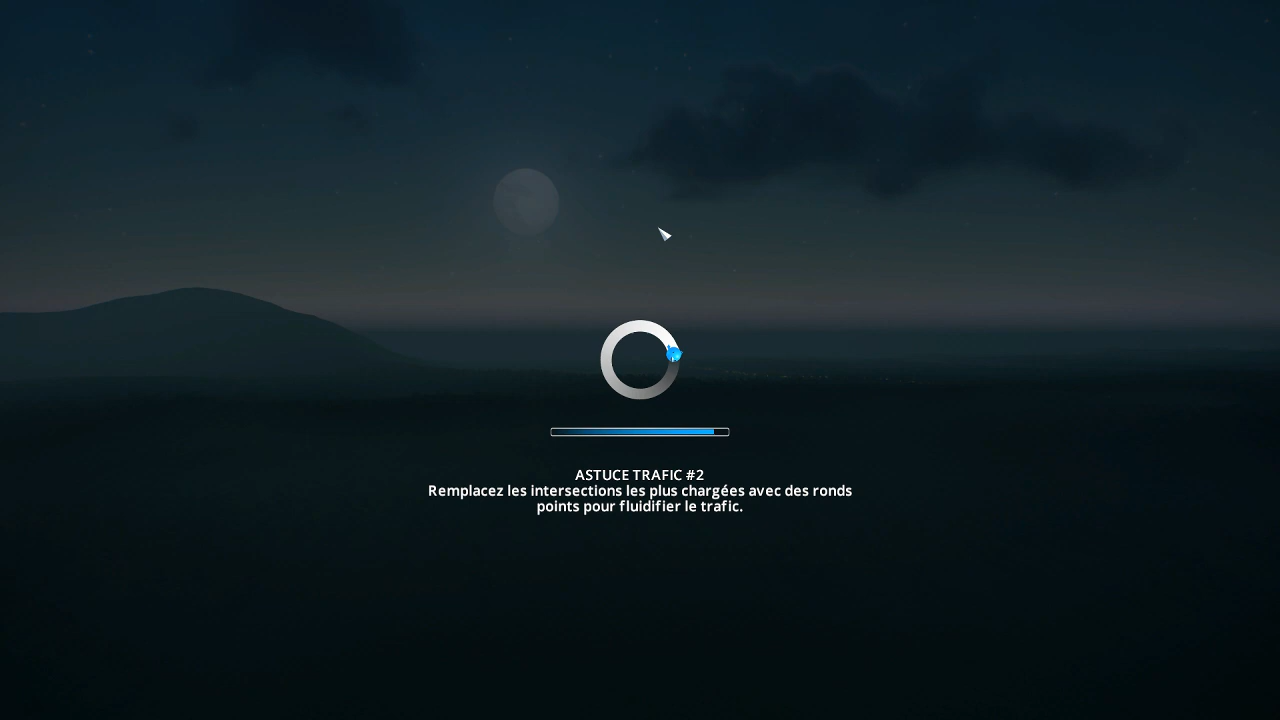 ASTUCE TRAFIC #2
Remplacez les intersections les plus chargées avec des ronds
points pour fluidifier le trafic.